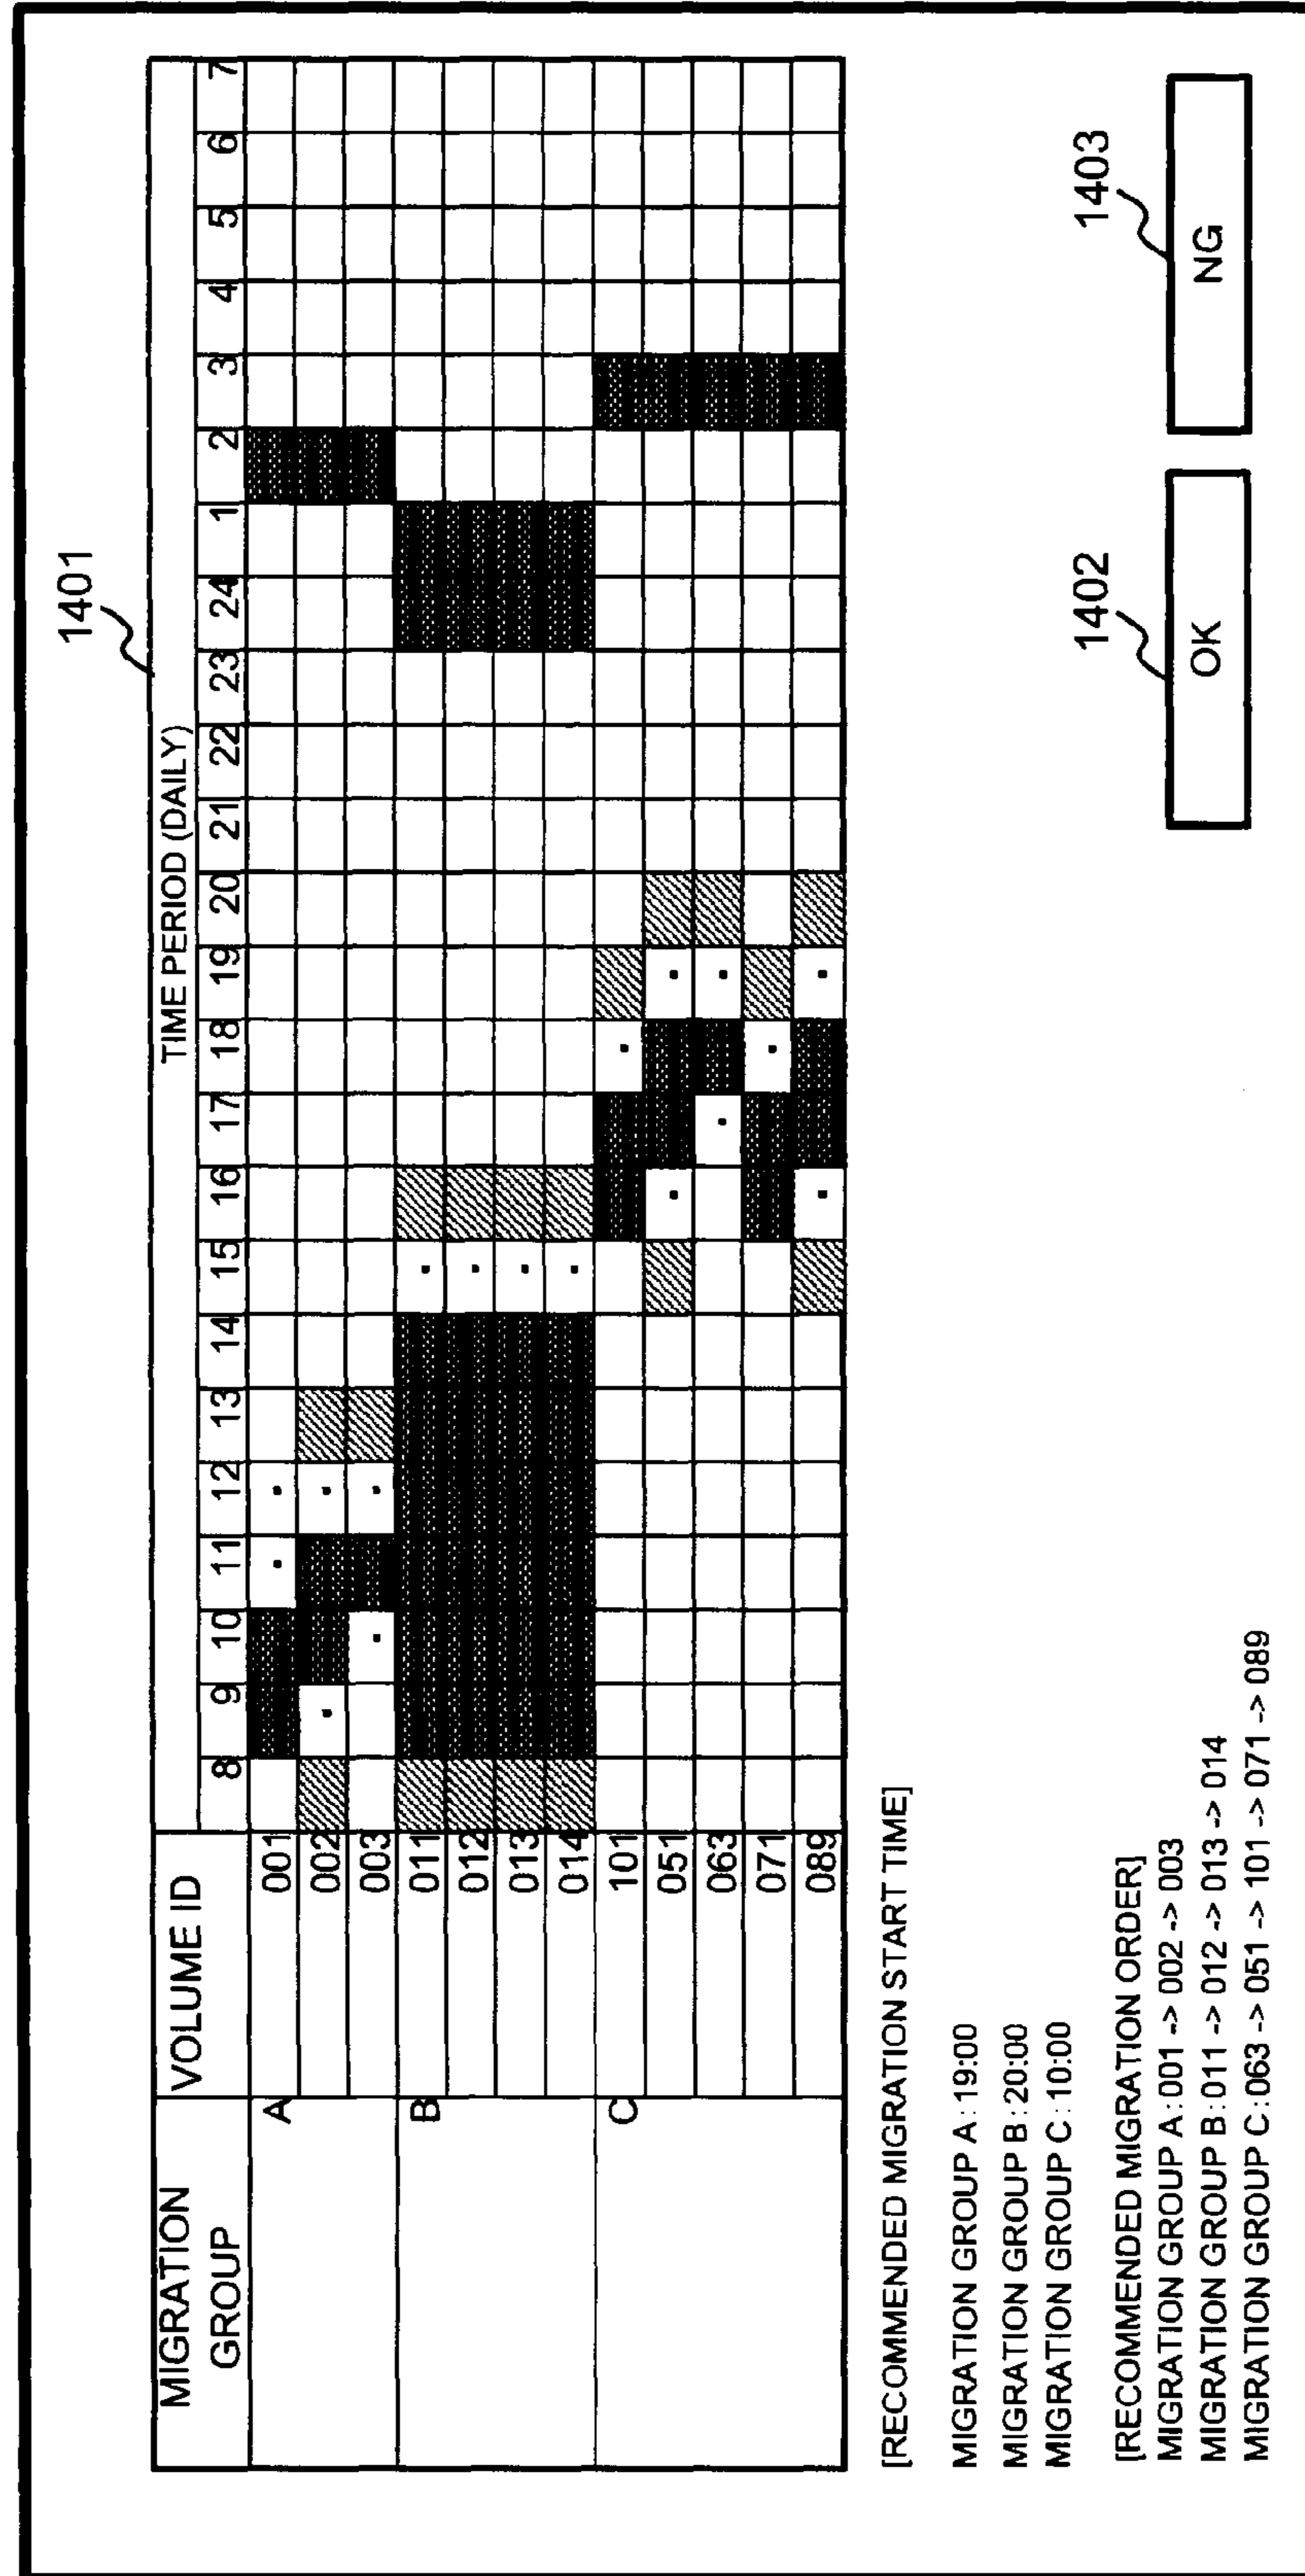 1401
MIGRATION GROUP VOLUME ID TIME PERIOD (DAILY)
8 9 10 11 12 13 14 15 16 17 18 19 20 21 22 23 24 1 2 3 4 5 6 7
A 001
002
003
B 011
012
013
014
C 101
051
063
071
089
[RECOMMENDED MIGRATION START TIME]
MIGRATION GROUP A : 19:00
MIGRATION GROUP B : 20:00
MIGRATION GROUP C : 10:00
[RECOMMENDED MIGRATION ORDER]
MIGRATION GROUP A : 001 -> 002 -> 003
MIGRATION GROUP B : 011 -> 012 -> 013 -> 014
MIGRATION GROUP C : 063 -> 051 -> 101 -> 071 -> 089
1402
OK
1403
NG